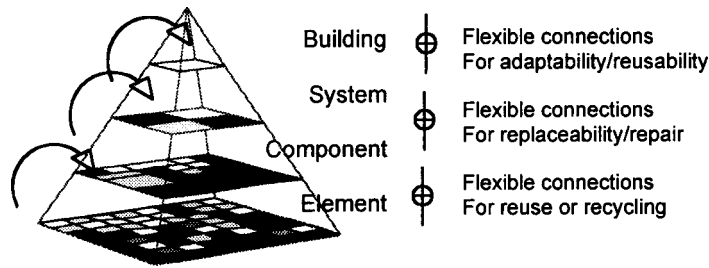 Building
Flexible connections
For adaptability/reusability
System
Flexible connections
For replaceability/repair
Component
Element
Flexible connections
For reuse or recycling